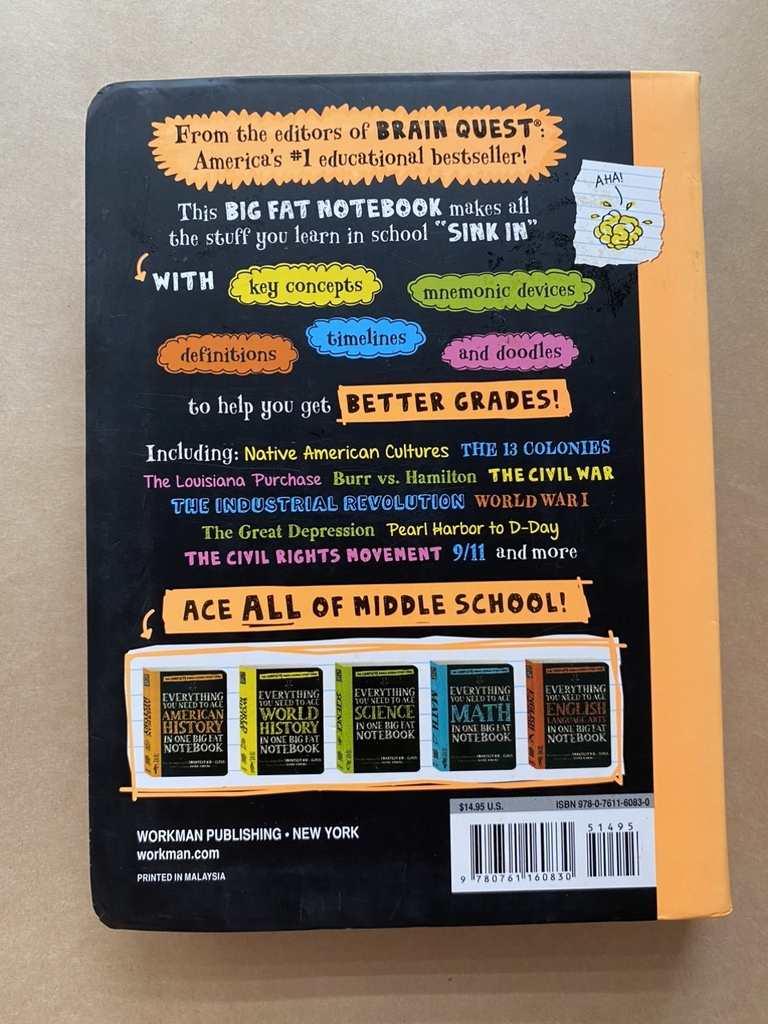 From the editors of BRAIN QUEST®:
America's #1 educational bestseller!
AHA!
This BIG FAT NOTEBOOK makes all
the stuff you learn in school "SINK IN"
WITH key concepts mnemonic devices
definitions timelines and doodles
to help you get BETTER GRADES!
Including: Native American Cultures THE 13 COLONIES
The Louisiana Purchase Burr vs. Hamilton THE CIVIL WAR
THE INDUSTRIAL REVOLUTION WORLD WAR I
The Great Depression Pearl Harbor to D-Day
THE CIVIL RIGHTS MOVEMENT 9/11 and more
ACE ALL OF MIDDLE SCHOOL!
EVERYTHING
YOU NEED TO ACE
AMERICAN
HISTORY
IN ONE BIG FAT
NOTEBOOK
EVERYTHING
YOU NEED TO ACE
WORLD
HISTORY
IN ONE BIG FAT
NOTEBOOK
EVERYTHING
YOU NEED TO ACE
SCIENCE
IN ONE BIG FAT
NOTEBOOK
EVERYTHING
YOU NEED TO ACE
MATH
IN ONE BIG FAT
NOTEBOOK
EVERYTHING
YOU NEED TO ACE
ENGLISH
LANGUAGE ARTS
IN ONE BIG FAT
NOTEBOOK
$14.95 U.S. ISBN 978-0-7611-6083-0
51495
9 780761 160830
WORKMAN PUBLISHING • NEW YORK
workman.com
PRINTED IN MALAYSIA